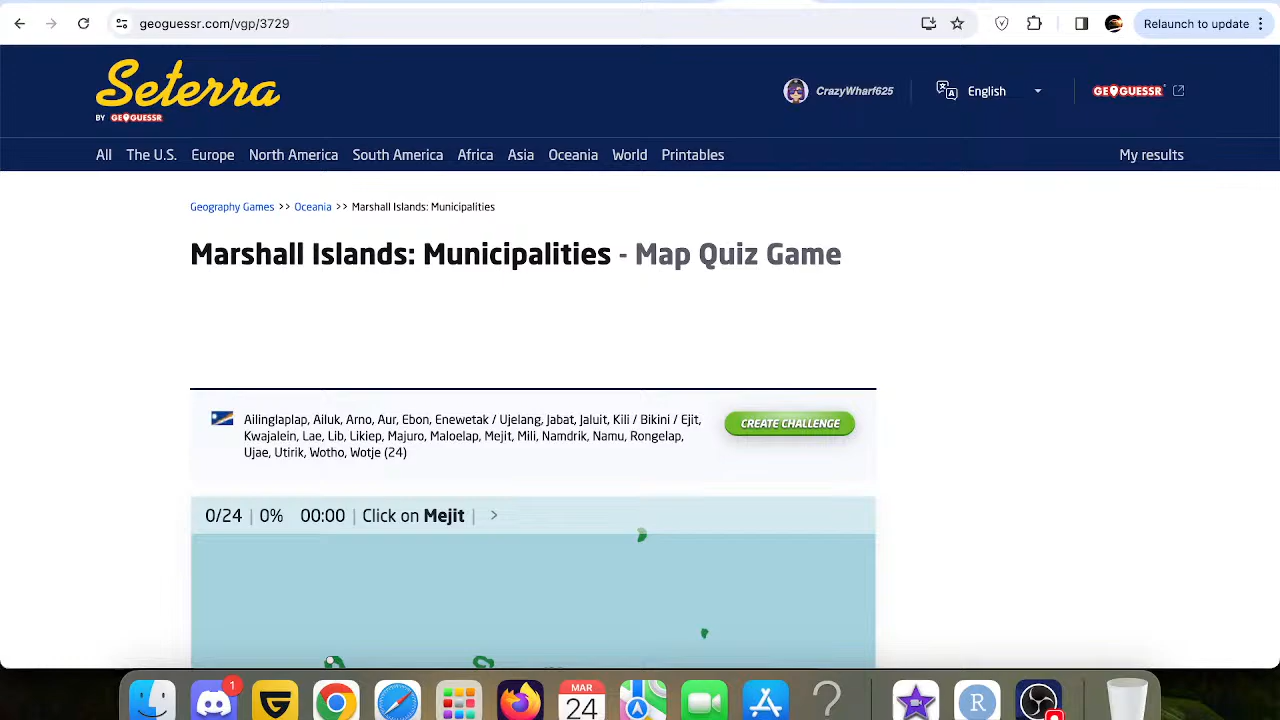 geoguessr.com/vgp/3729
Relaunch to update
Seterra
BY GEOGUESSR
CrazyWharf625
English
GEOGUESSR
All The U.S. Europe North America South America Africa Asia Oceania World Printables
My results
Geography Games >> Oceania >> Marshall Islands: Municipalities
Marshall Islands: Municipalities - Map Quiz Game
Ailinglaplap, Ailuk, Arno, Aur, Ebon, Enewetak / Ujelang, Jabat, Jaluit, Kili / Bikini / Ejit,
Kwajalein, Lae, Lib, Likiep, Majuro, Maloelap, Mejit, Mili, Namdrik, Namu, Rongelap,
Ujae, Utirik, Wotho, Wotje (24)
CREATE CHALLENGE
0/24 | 0% 00:00 | Click on Mejit |
1
MAR
24
R